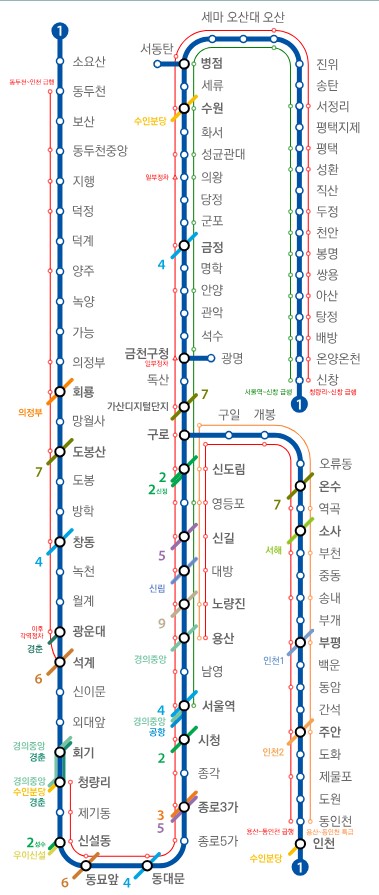 1
소요산
동두천-인천 급행
동두천
보산
동두천중앙
지행
덕정
덕계
양주
녹양
가능
의정부
회룡
의정부
망월사
도봉산
7
도봉
방학
창동
4
녹천
월계
이후
각역정차
광운대
경춘
석계
6
신이문
외대앞
경의중앙
경춘
회기
경의중앙
수인분당
경춘
청량리
제기동
2성수
우이신설
신설동
6
동묘앞
4
동대문
세마 오산대 오산
서동탄
병점
세류
수원
수인분당
화서
성균관대
일부정차
의왕
당정
군포
금정
4
명학
안양
관악
석수
금천구청
일부정차
광명
독산
가산디지털단지
7
구로
구일
개봉
신도림
2
2신정
영등포
신길
5
대방
신림
노량진
9
용산
경의중앙
남영
서울역
4
경의중앙
공항
시청
2
종각
종로3가
3
5
종로5가
진위
송탄
서정리
평택지제
평택
성환
직산
두정
천안
봉명
쌍용
아산
탕정
배방
온양온천
신창
서울역-신창 급행
청량리-신창 급행
1
오류동
온수
7
역곡
소사
서해
부천
중동
송내
부개
부평
인천1
백운
동암
간석
주안
인천2
도화
제물포
도원
동인천
용산-동인천 급행
용산-동인천 특급
인천
수인분당
1